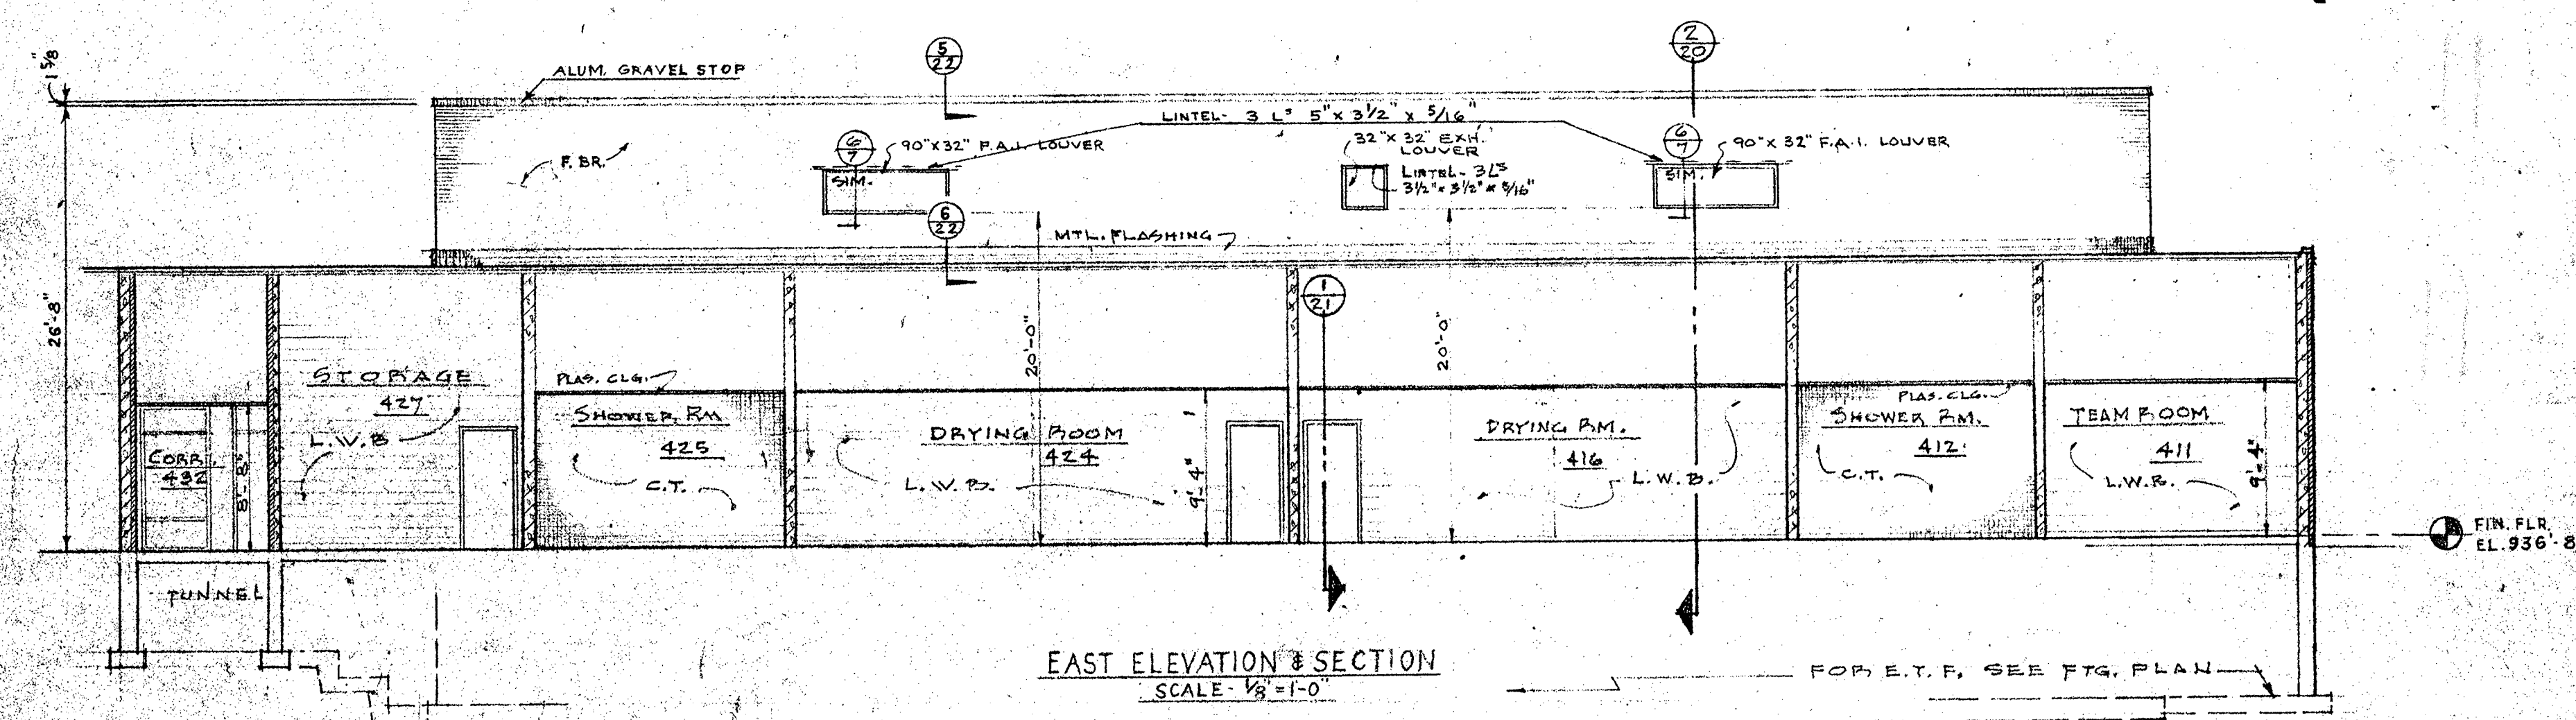 1 5/8"
ALUM. GRAVEL STOP
5
22
2
20
LINTEL- 3 LS 5" x 3 1/2" x 5/16"
6
7
90"X32" F.A.I. LOUVER
SIM.
F. BR.
32" X 32" EXH.
LOUVER
LINTEL- 3LS
3 1/2" x 3 1/2" x 5/16"
6
7
90" X 32" F.A.I. LOUVER
SIM.
6
22
MTL. FLASHING
26'-8"
1
21
20'-0"
20'-0"
STORAGE
427
L.W.B
CORR.
432
8'-8"
PLAS. CLG.
SHOWER RM
425
C.T.
DRYING ROOM
424
L.W.B.
9'-4"
DRYING RM.
416
L.W.B.
PLAS. CLG.
SHOWER RM.
412
C.T.
TEAM ROOM
411
L.W.B.
9'-4"
FIN. FLR.
EL. 936'-8
TUNNEL
EAST ELEVATION & SECTION
SCALE- 1/8"=1-0"
FOR E.T.F. SEE FTG. PLAN